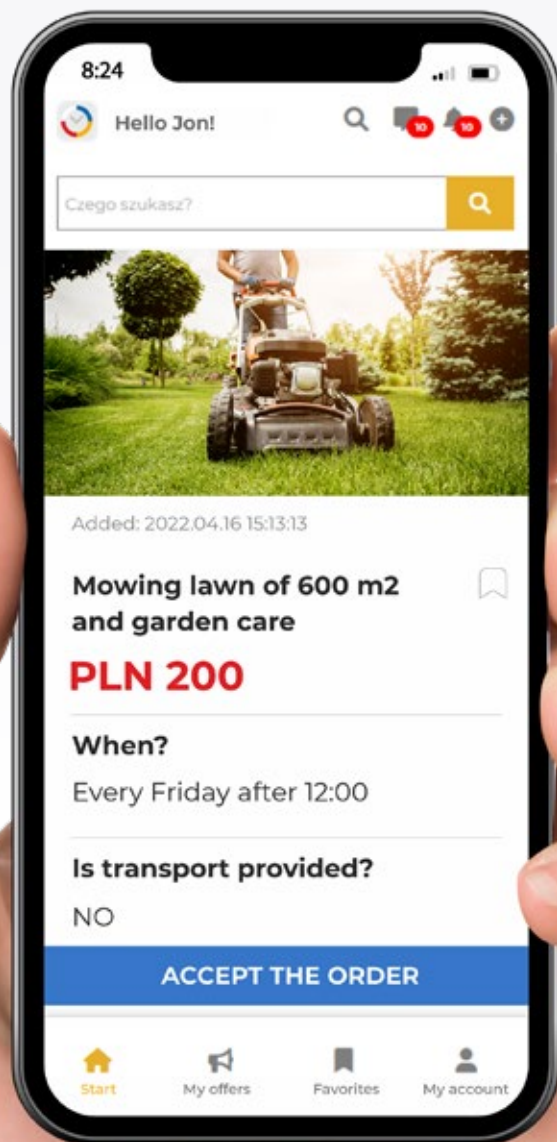 8:24
Hello Jon!
10
10
Czego szukasz?
Added: 2022.04.16 15:13:13
Mowing lawn of 600 m2
and garden care
PLN 200
When?
Every Friday after 12:00
Is transport provided?
NO
ACCEPT THE ORDER
Start
My offers
Favorites
My account